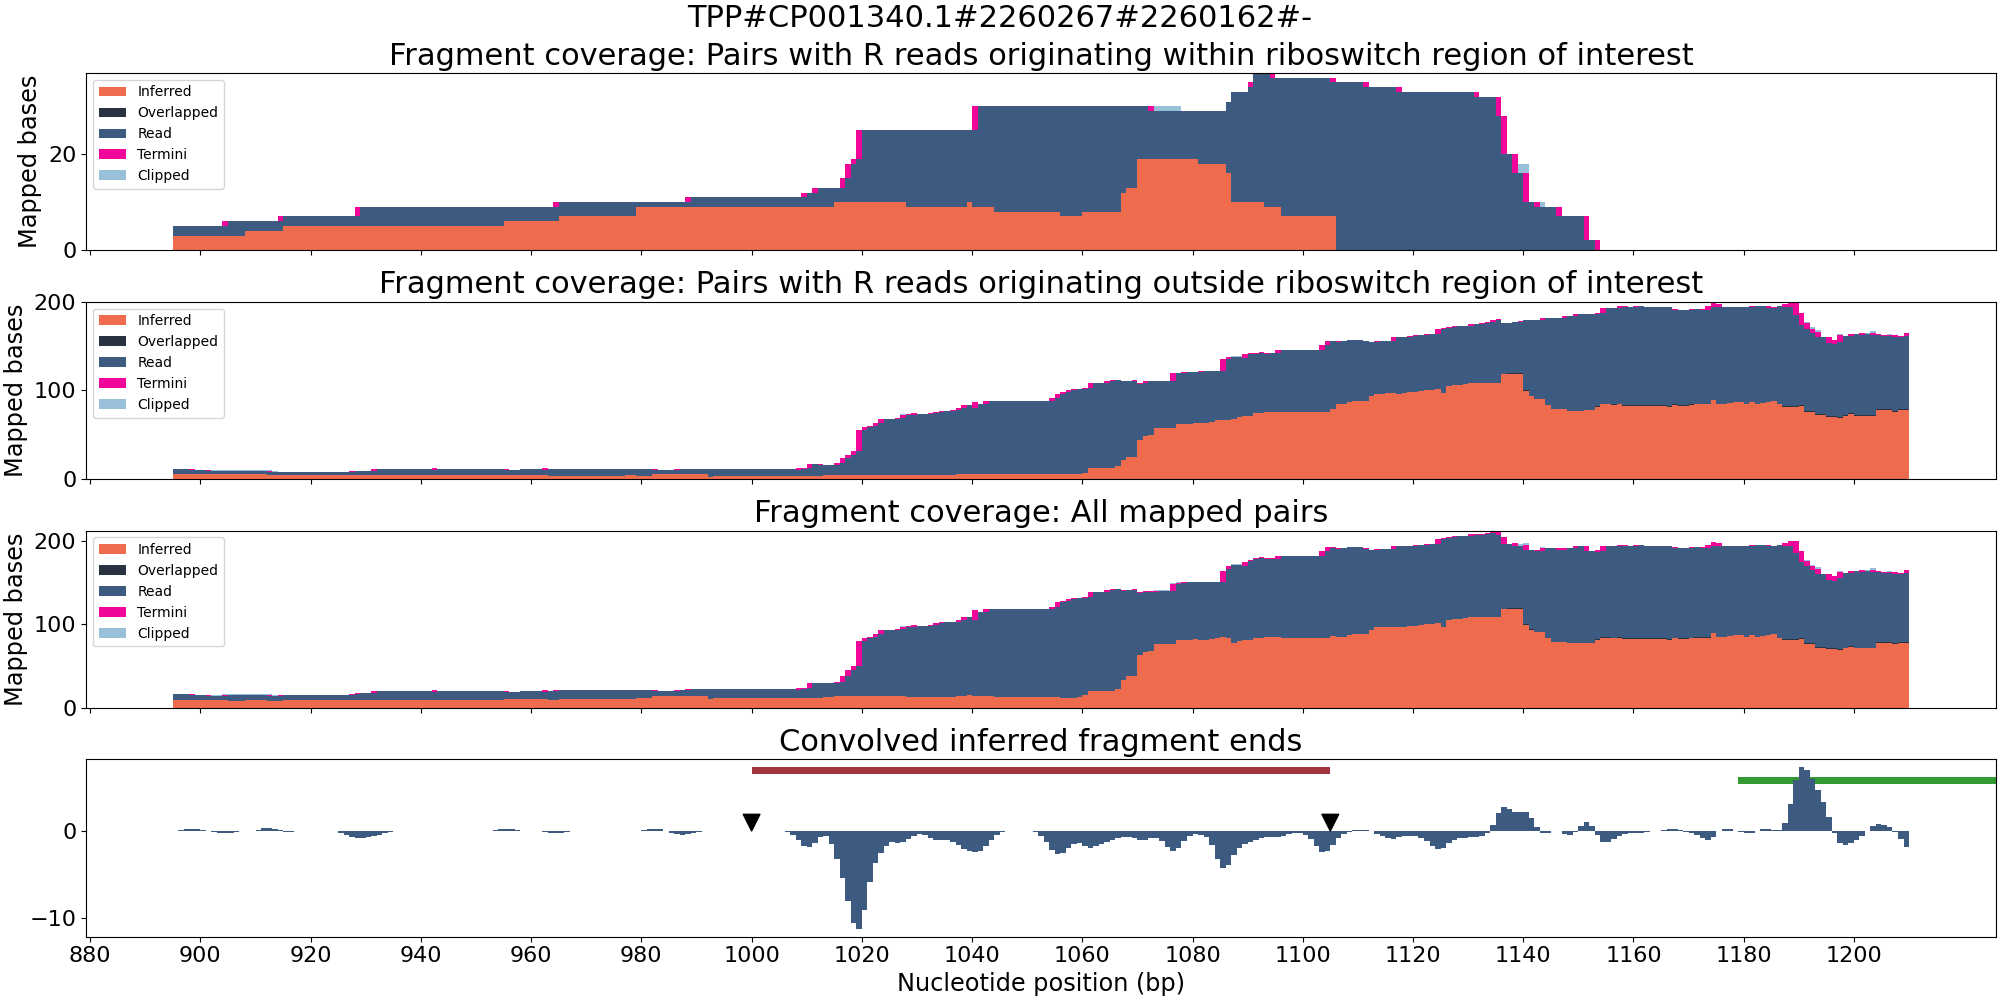 TPP#CP001340.1#2260267#2260162#-
Fragment coverage: Pairs with R reads originating within riboswitch region of interest
Mapped bases
20
0
Inferred
Overlapped
Read
Termini
Clipped
Fragment coverage: Pairs with R reads originating outside riboswitch region of interest
Mapped bases
200
100
0
Inferred
Overlapped
Read
Termini
Clipped
Fragment coverage: All mapped pairs
Mapped bases
200
100
0
Inferred
Overlapped
Read
Termini
Clipped
Convolved inferred fragment ends
0
−10
880 900 920 940 960 980 1000 1020 1040 1060 1080 1100 1120 1140 1160 1180 1200
Nucleotide position (bp)